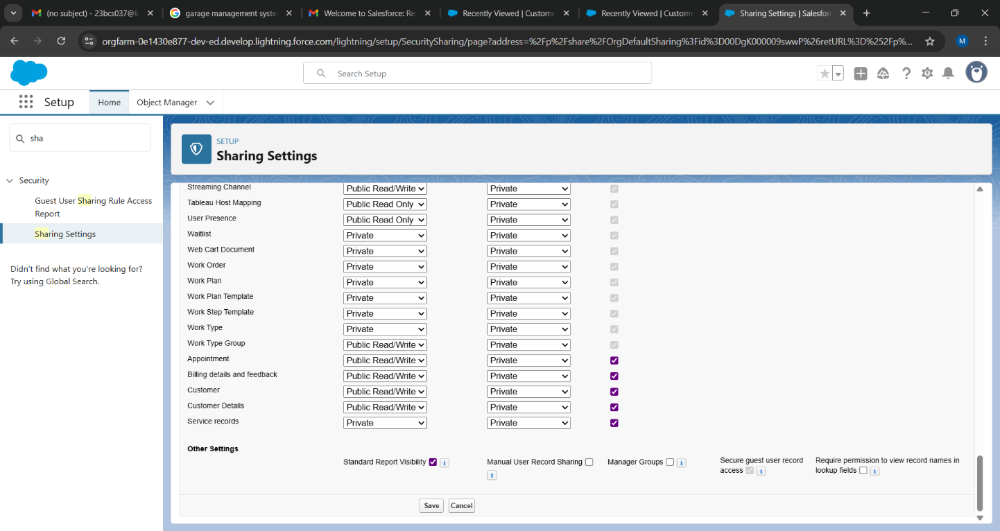 (no subject) - 23bcs037@k
garage management syste
Welcome to Salesforce: Re
Recently Viewed | Custome
Recently Viewed | Custome
Sharing Settings | Salesfor
orgfarm-0e1430e877-dev-ed.develop.lightning.force.com/lightning/setup/SecuritySharing/page?address=%2Fp%2Fshare%2FOrgDefaultSharing%3Fid%3D00DgK000009swwP%26retURL%3D%252Fp%...
M
Search Setup
Setup
Home
Object Manager
sha
Security
Guest User Sharing Rule Access
Report
Sharing Settings
Didn't find what you're looking for?
Try using Global Search.
SETUP
Sharing Settings
Streaming Channel Public Read/Write Private
Tableau Host Mapping Public Read Only Private
User Presence Public Read Only Private
Waitlist Private Private
Web Cart Document Private Private
Work Order Private Private
Work Plan Private Private
Work Plan Template Private Private
Work Step Template Private Private
Work Type Private Private
Work Type Group Public Read/Write Private
Appointment Public Read/Write Private
Billing details and feedback Public Read/Write Private
Customer Public Read/Write Private
Customer Details Public Read/Write Private
Service records Private Private
Other Settings
Standard Report Visibility i
Manual User Record Sharing
i
Manager Groups i
Secure guest user record
access i
Require permission to view record names in
lookup fields i
Save Cancel